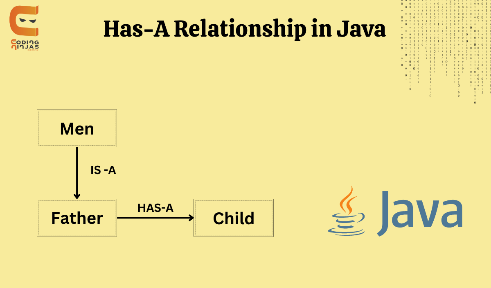 Has-A Relationship in Java
CODING
NINJAS
Men
IS -A
Father
HAS-A
Child
Java